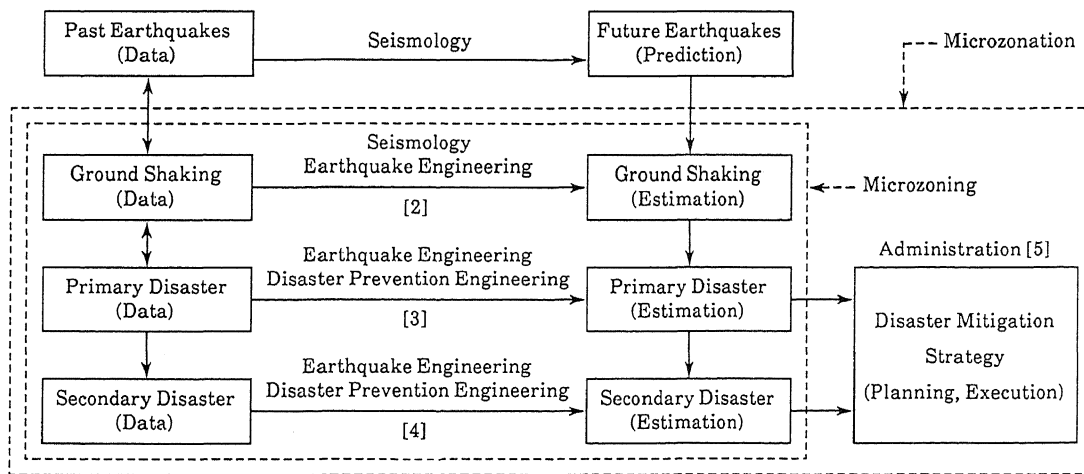 Past Earthquakes
(Data)
Seismology
Future Earthquakes
(Prediction)
Microzonation
Seismology
Earthquake Engineering
Ground Shaking
(Data)
[2]
Ground Shaking
(Estimation)
Microzoning
Administration [5]
Earthquake Engineering
Disaster Prevention Engineering
Primary Disaster
(Data)
[3]
Primary Disaster
(Estimation)
Disaster Mitigation
Strategy
(Planning, Execution)
Earthquake Engineering
Disaster Prevention Engineering
Secondary Disaster
(Data)
[4]
Secondary Disaster
(Estimation)